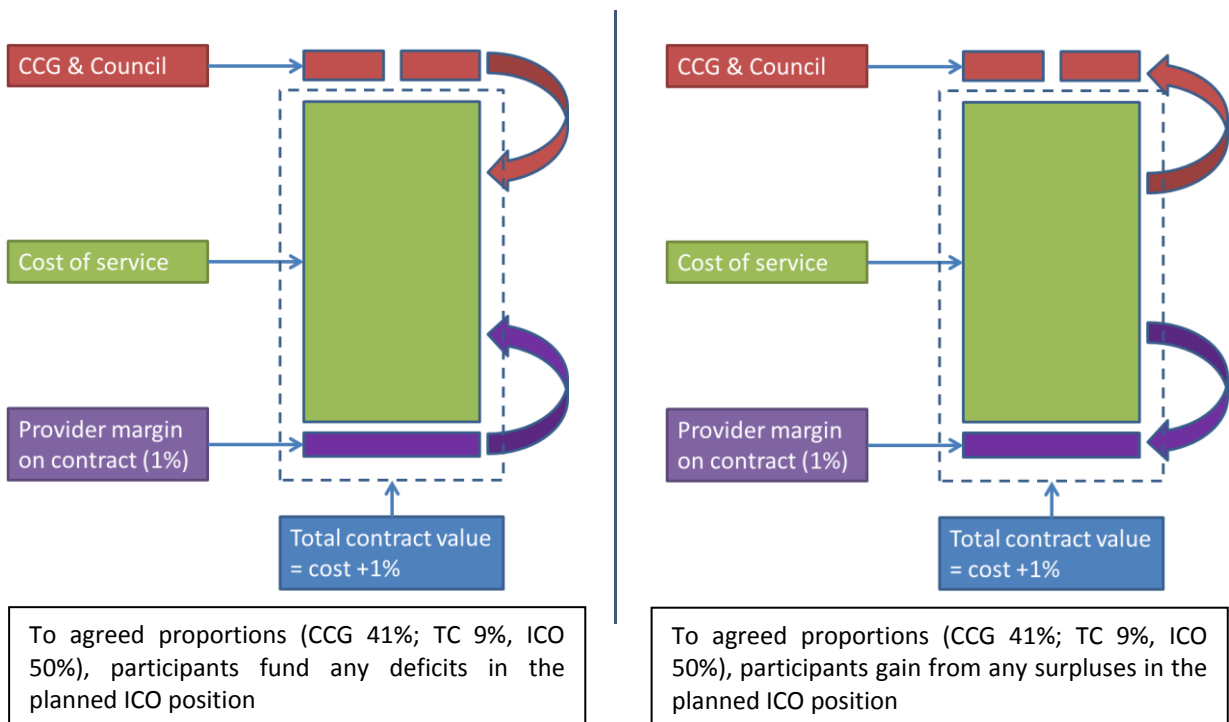 CCG & Council
Cost of service
Provider margin
on contract (1%)
Total contract value
= cost +1%
To agreed proportions (CCG 41%; TC 9%, ICO
50%), participants fund any deficits in the
planned ICO position
CCG & Council
Cost of service
Provider margin
on contract (1%)
Total contract value
= cost +1%
To agreed proportions (CCG 41%; TC 9%, ICO
50%), participants gain from any surpluses in the
planned ICO position